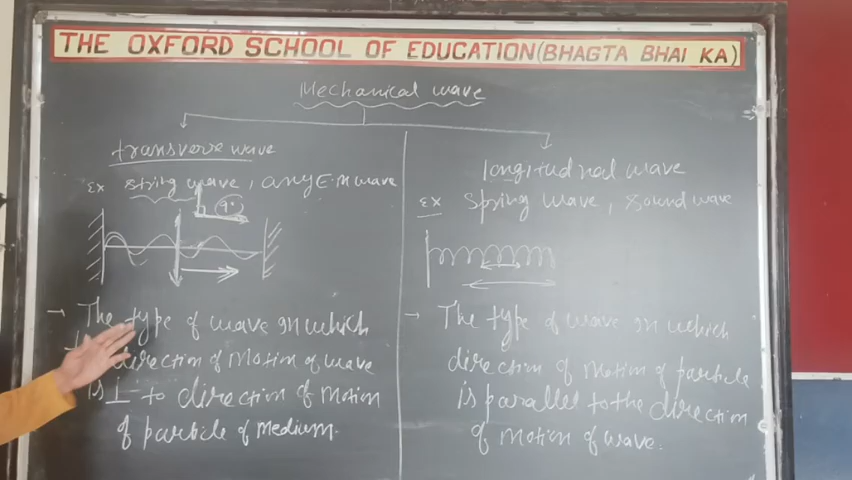 THE OXFORD SCHOOL OF EDUCATION(BHAGTA BHAI KA)
Mechanical wave
transverse wave
Ex string wave, any E.M wave
90°
→ The type of wave in which
direction of Motion of wave
is ⊥ to direction of Motion
of particle of Medium.
longitudinal wave
Ex Spring wave, sound wave
→ The type of wave in which
direction of Motion of particle
is parallel to the direction
of Motion of wave.